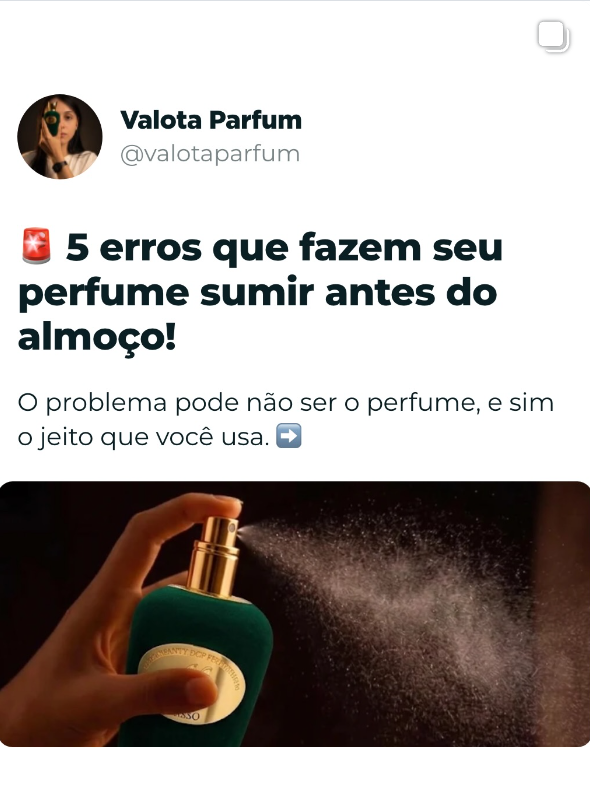 Valota Parfum
@valotaparfum
🚨 5 erros que fazem seu
perfume sumir antes do
almoço!
O problema pode não ser o perfume, e sim
o jeito que você usa. ➡️